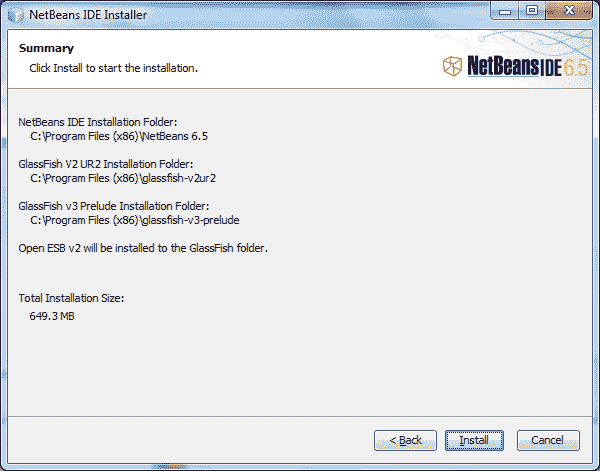 NetBeans IDE Installer
Summary
Click Install to start the installation.
NetBeans IDE 6.5
NetBeans IDE Installation Folder:
C:\Program Files (x86)\NetBeans 6.5
GlassFish V2 UR2 Installation Folder:
C:\Program Files (x86)\glassfish-v2ur2
GlassFish v3 Prelude Installation Folder:
C:\Program Files (x86)\glassfish-v3-prelude
Open ESB v2 will be installed to the GlassFish folder.
Total Installation Size:
649.3 MB
< Back Install Cancel